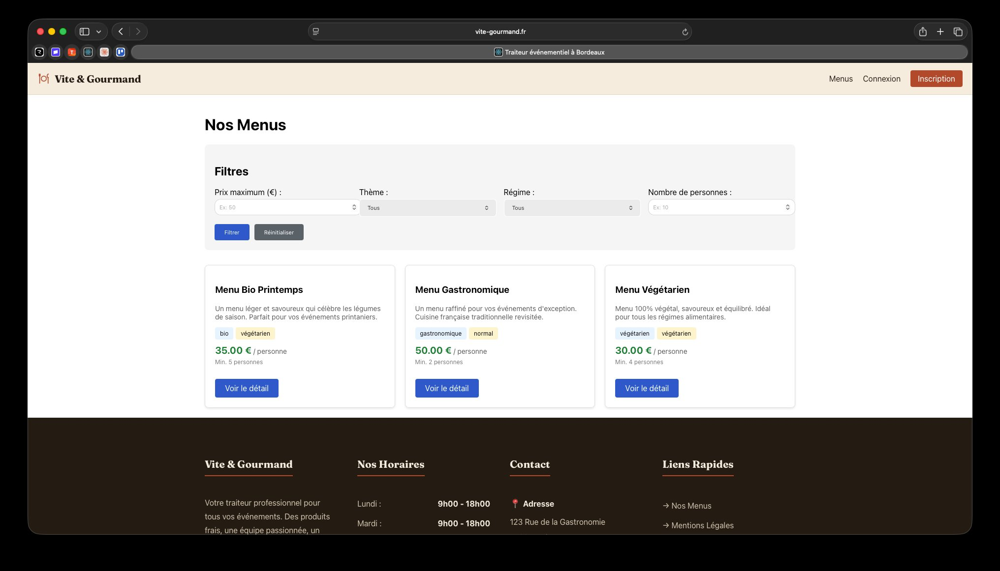 vite-gourmand.fr
Traiteur événementiel à Bordeaux
Vite & Gourmand
Menus
Connexion
Inscription
Nos Menus
Filtres
Prix maximum (€) :
Thème :
Régime :
Nombre de personnes :
Ex: 50
Tous
Tous
Ex: 10
Filtrer
Réinitialiser
Menu Bio Printemps
Un menu léger et savoureux qui célèbre les légumes
de saison. Parfait pour vos événements printaniers.
bio
végétarien
35.00 € / personne
Min. 5 personnes
Voir le détail
Menu Gastronomique
Un menu raffiné pour vos événements d'exception.
Cuisine française traditionnelle revisitée.
gastronomique
normal
50.00 € / personne
Min. 2 personnes
Voir le détail
Menu Végétarien
Menu 100% végétal, savoureux et équilibré. Idéal
pour tous les régimes alimentaires.
végétarien
végétarien
30.00 € / personne
Min. 4 personnes
Voir le détail
Vite & Gourmand
Votre traiteur professionnel pour
tous vos événements. Des produits
frais, une équipe passionnée, un
Nos Horaires
Lundi : 9h00 - 18h00
Mardi : 9h00 - 18h00
Contact
📍 Adresse
123 Rue de la Gastronomie
Liens Rapides
→ Nos Menus
→ Mentions Légales